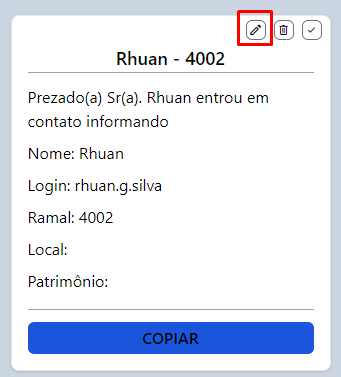 Rhuan - 4002
Prezado(a) Sr(a). Rhuan entrou em
contato informando
Nome: Rhuan
Login: rhuan.g.silva
Ramal: 4002
Local:
Patrimônio:
COPIAR